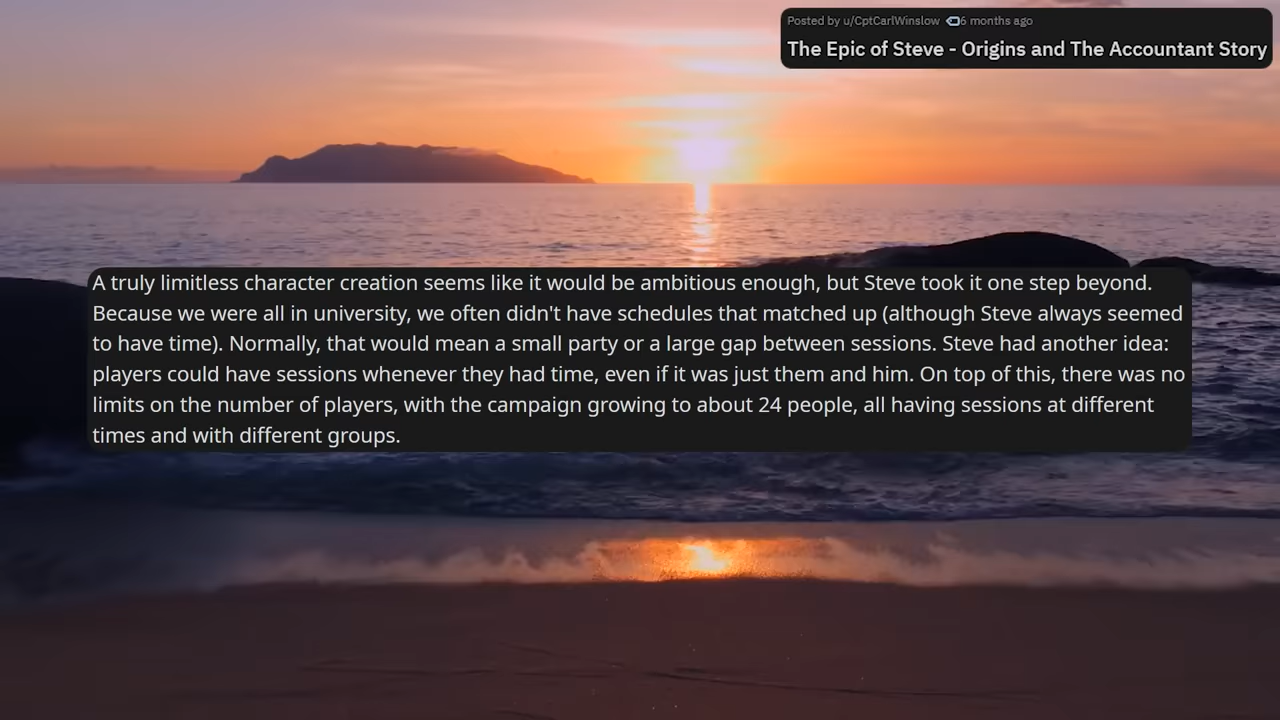 Posted by u/CptCarlWinslow 6 months ago
The Epic of Steve - Origins and The Accountant Story
A truly limitless character creation seems like it would be ambitious enough, but Steve took it one step beyond.
Because we were all in university, we often didn't have schedules that matched up (although Steve always seemed
to have time). Normally, that would mean a small party or a large gap between sessions. Steve had another idea:
players could have sessions whenever they had time, even if it was just them and him. On top of this, there was no
limits on the number of players, with the campaign growing to about 24 people, all having sessions at different
times and with different groups.